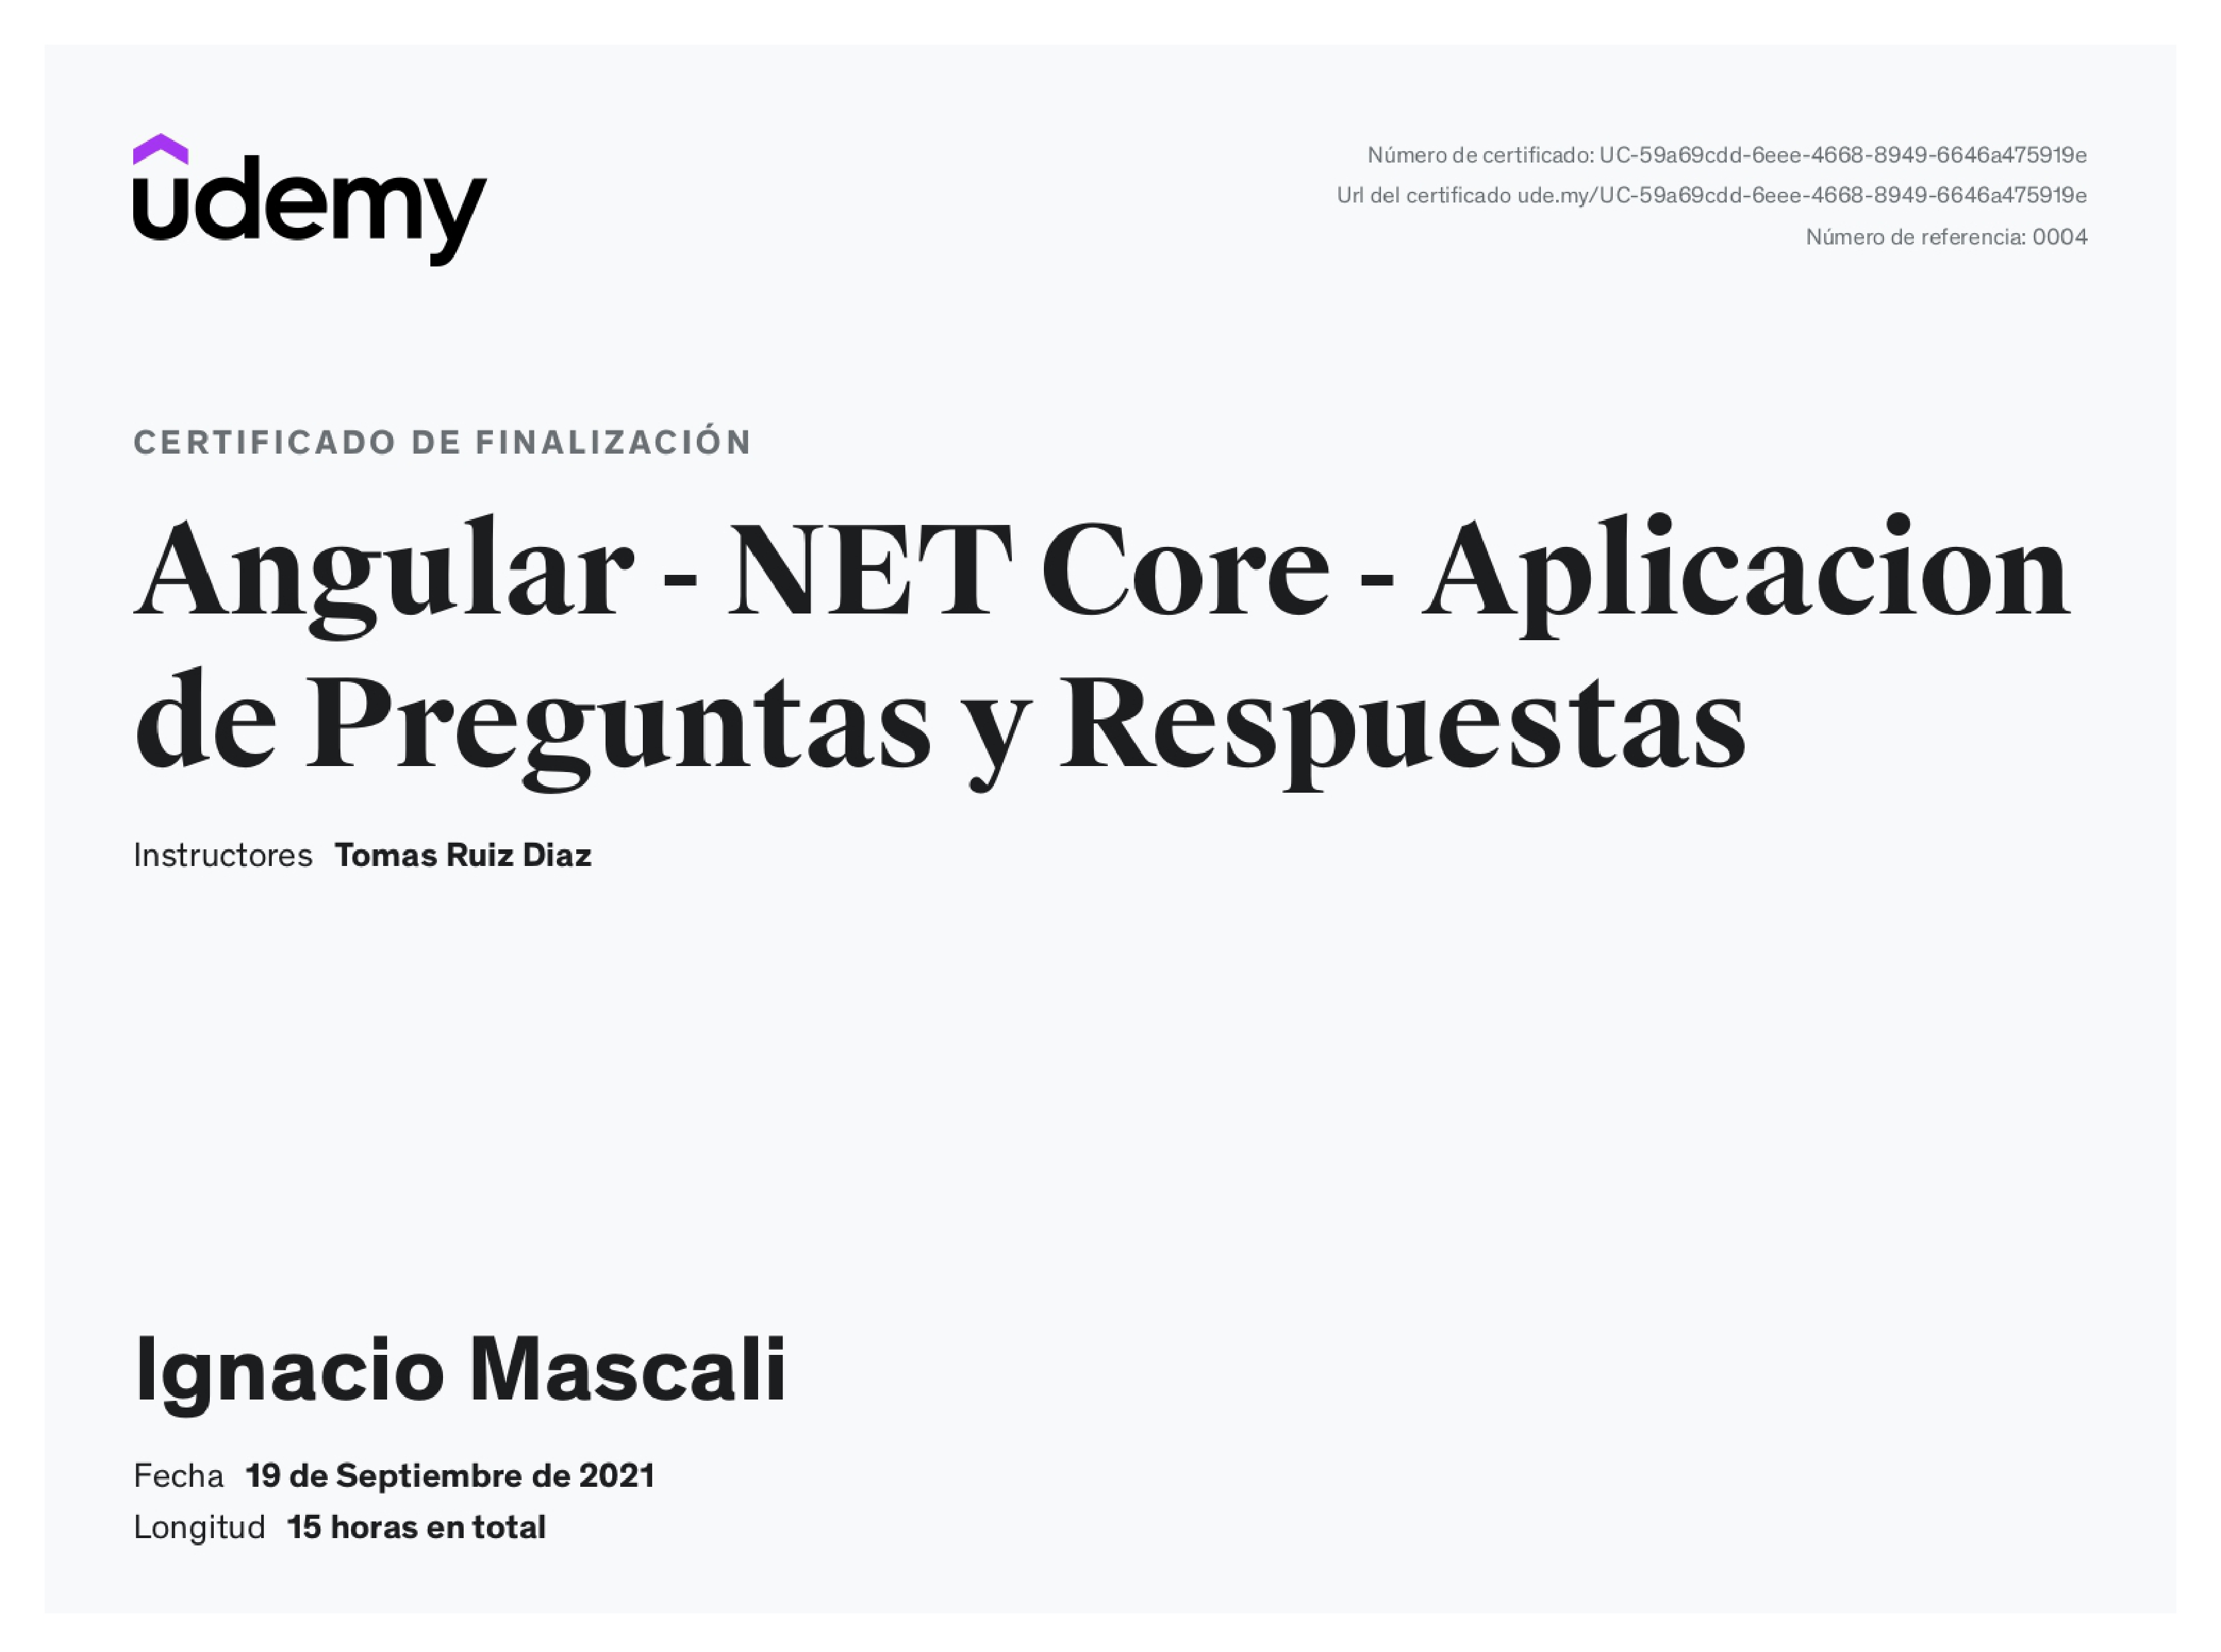 udemy
Número de certificado: UC-59a69cdd-6eee-4668-8949-6646a475919e
Url del certificado ude.my/UC-59a69cdd-6eee-4668-8949-6646a475919e
Número de referencia: 0004
CERTIFICADO DE FINALIZACIÓN
Angular - NET Core - Aplicacion
de Preguntas y Respuestas
Instructores Tomas Ruiz Diaz
Ignacio Mascali
Fecha 19 de Septiembre de 2021
Longitud 15 horas en total